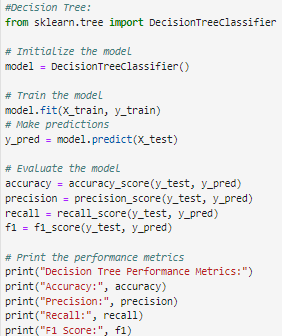 #Decision Tree:
from sklearn.tree import DecisionTreeClassifier
# Initialize the model
model = DecisionTreeClassifier()
# Train the model
model.fit(X_train, y_train)
# Make predictions
y_pred = model.predict(X_test)
# Evaluate the model
accuracy = accuracy_score(y_test, y_pred)
precision = precision_score(y_test, y_pred)
recall = recall_score(y_test, y_pred)
f1 = f1_score(y_test, y_pred)
# Print the performance metrics
print("Decision Tree Performance Metrics:")
print("Accuracy:", accuracy)
print("Precision:", precision)
print("Recall:", recall)
print("F1 Score:", f1)